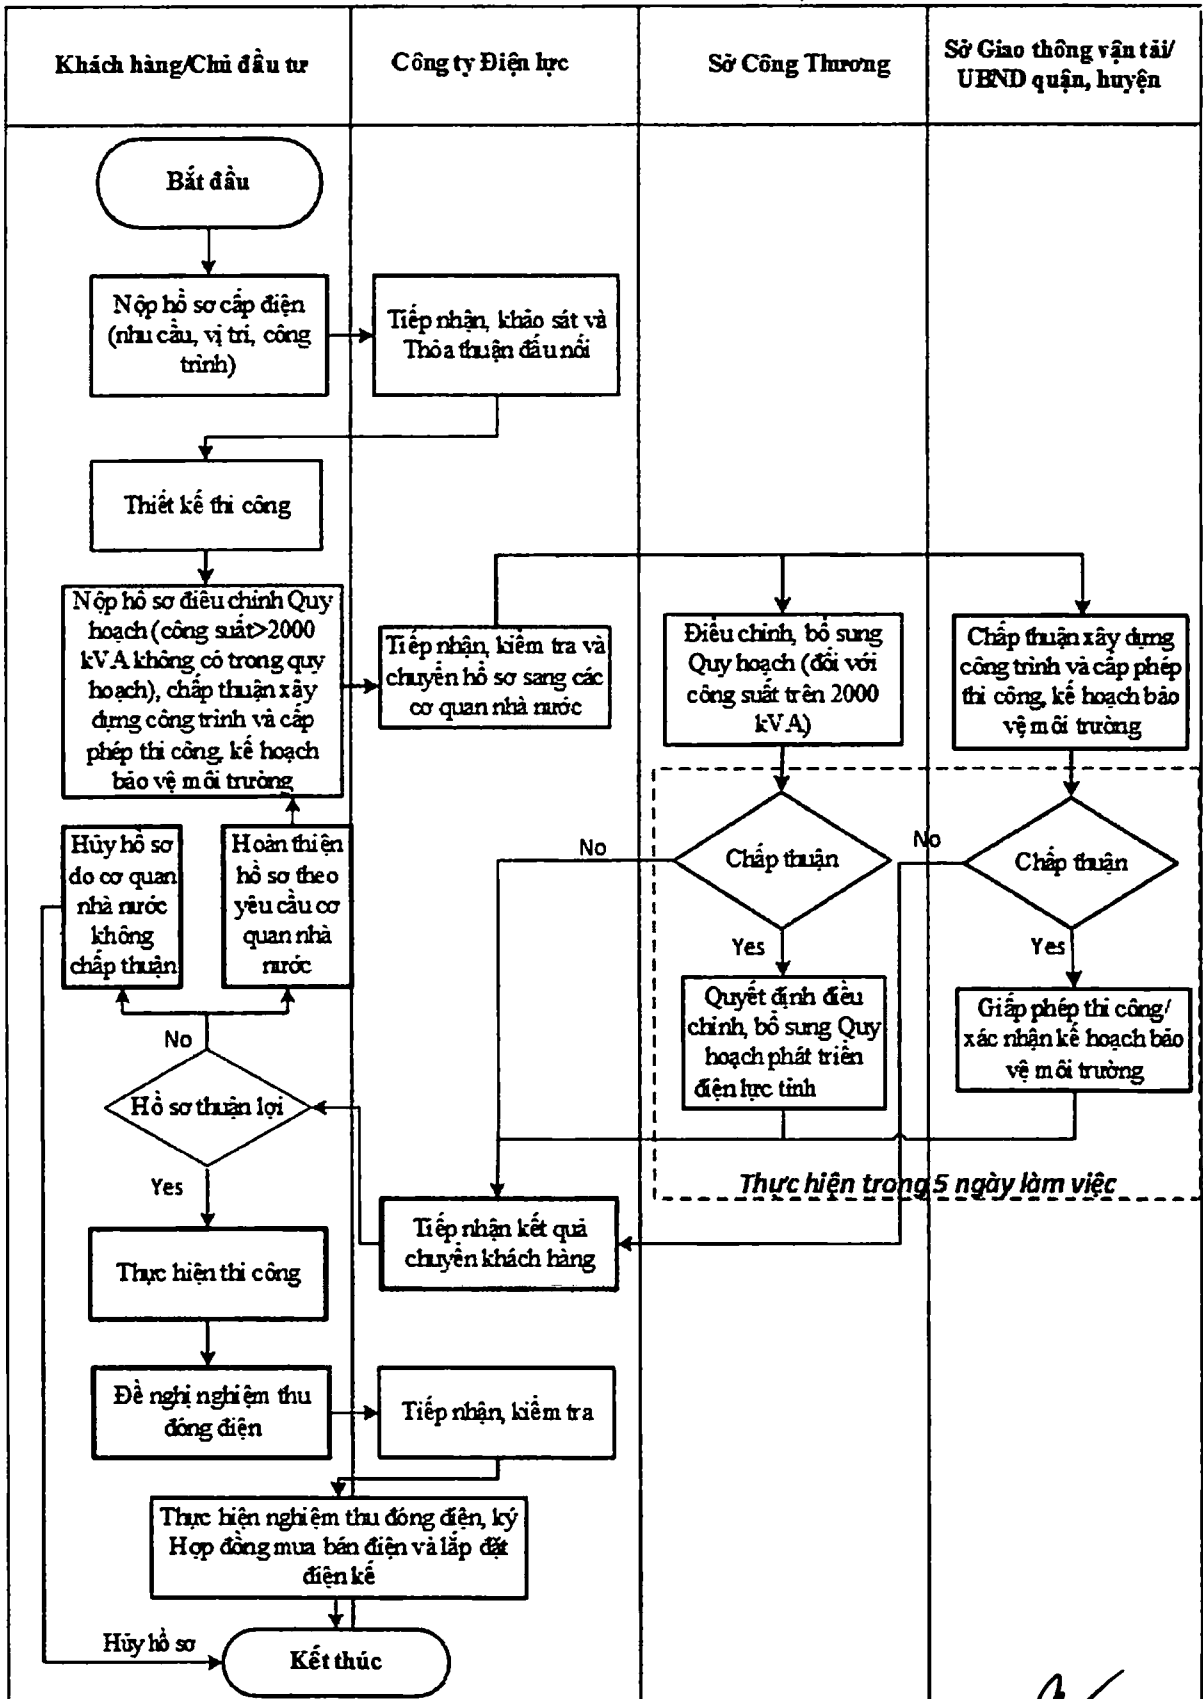 Khách hàng/Chủ đầu tư
Công ty Điện lực
Sở Công Thương
Sở Giao thông vận tải/
UBND quận, huyện
Bắt đầu
Nộp hồ sơ cấp điện
(nhu cầu, vị trí, công
trình)
Tiếp nhận, khảo sát và
Thỏa thuận đấu nối
Thiết kế thi công
Nộp hồ sơ điều chỉnh Quy
hoạch (công suất>2000
kVA không có trong quy
hoạch), chấp thuận xây
dựng công trình và cấp
phép thi công, kế hoạch
bảo vệ môi trường
Tiếp nhận, kiểm tra và
chuyển hồ sơ sang các
cơ quan nhà nước
Điều chỉnh, bổ sung
Quy hoạch (đối với
công suất trên 2000
kVA)
Chấp thuận xây dựng
công trình và cấp phép
thi công, kế hoạch bảo
vệ môi trường
Hủy hồ sơ
do cơ quan
nhà nước
không
chấp thuận
Hoàn thiện
hồ sơ theo
yêu cầu cơ
quan nhà
nước
No
Chấp thuận
No
Chấp thuận
Yes
Yes
Quyết định điều
chỉnh, bổ sung Quy
hoạch phát triển
điện lực tỉnh
Giấp phép thi công/
xác nhận kế hoạch bảo
vệ môi trường
No
Hồ sơ thuận lợi
Yes
Thực hiện trong 5 ngày làm việc
Tiếp nhận kết quả
chuyển khách hàng
Thực hiện thi công
Đề nghị nghiệm thu
đóng điện
Tiếp nhận, kiểm tra
Thực hiện nghiệm thu đóng điện, ký
Hợp đồng mua bán điện và lắp đặt
điện kế
Hủy hồ sơ
Kết thúc